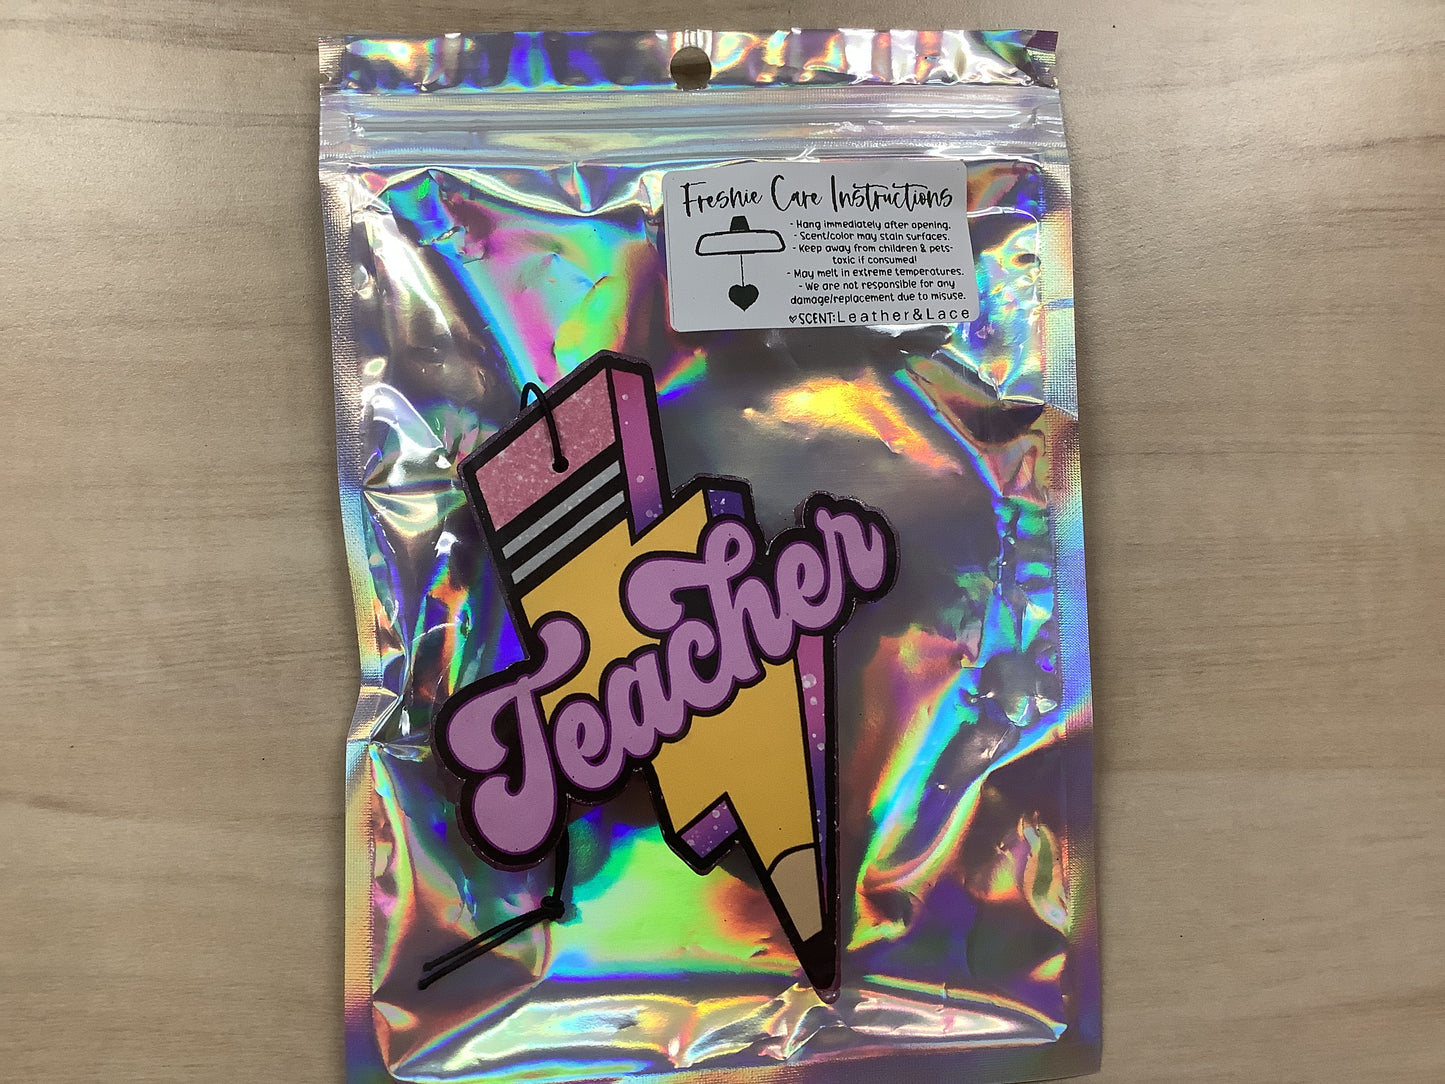 Freshie Care Instructions
- Hang immediately after opening.
- Scent/color may stain surfaces.
- Keep away from children & pets-
toxic if consumed!
- May melt in extreme temperatures.
- We are not responsible for any
damage/replacement due to misuse.
SCENT: Leather&Lace
Teacher